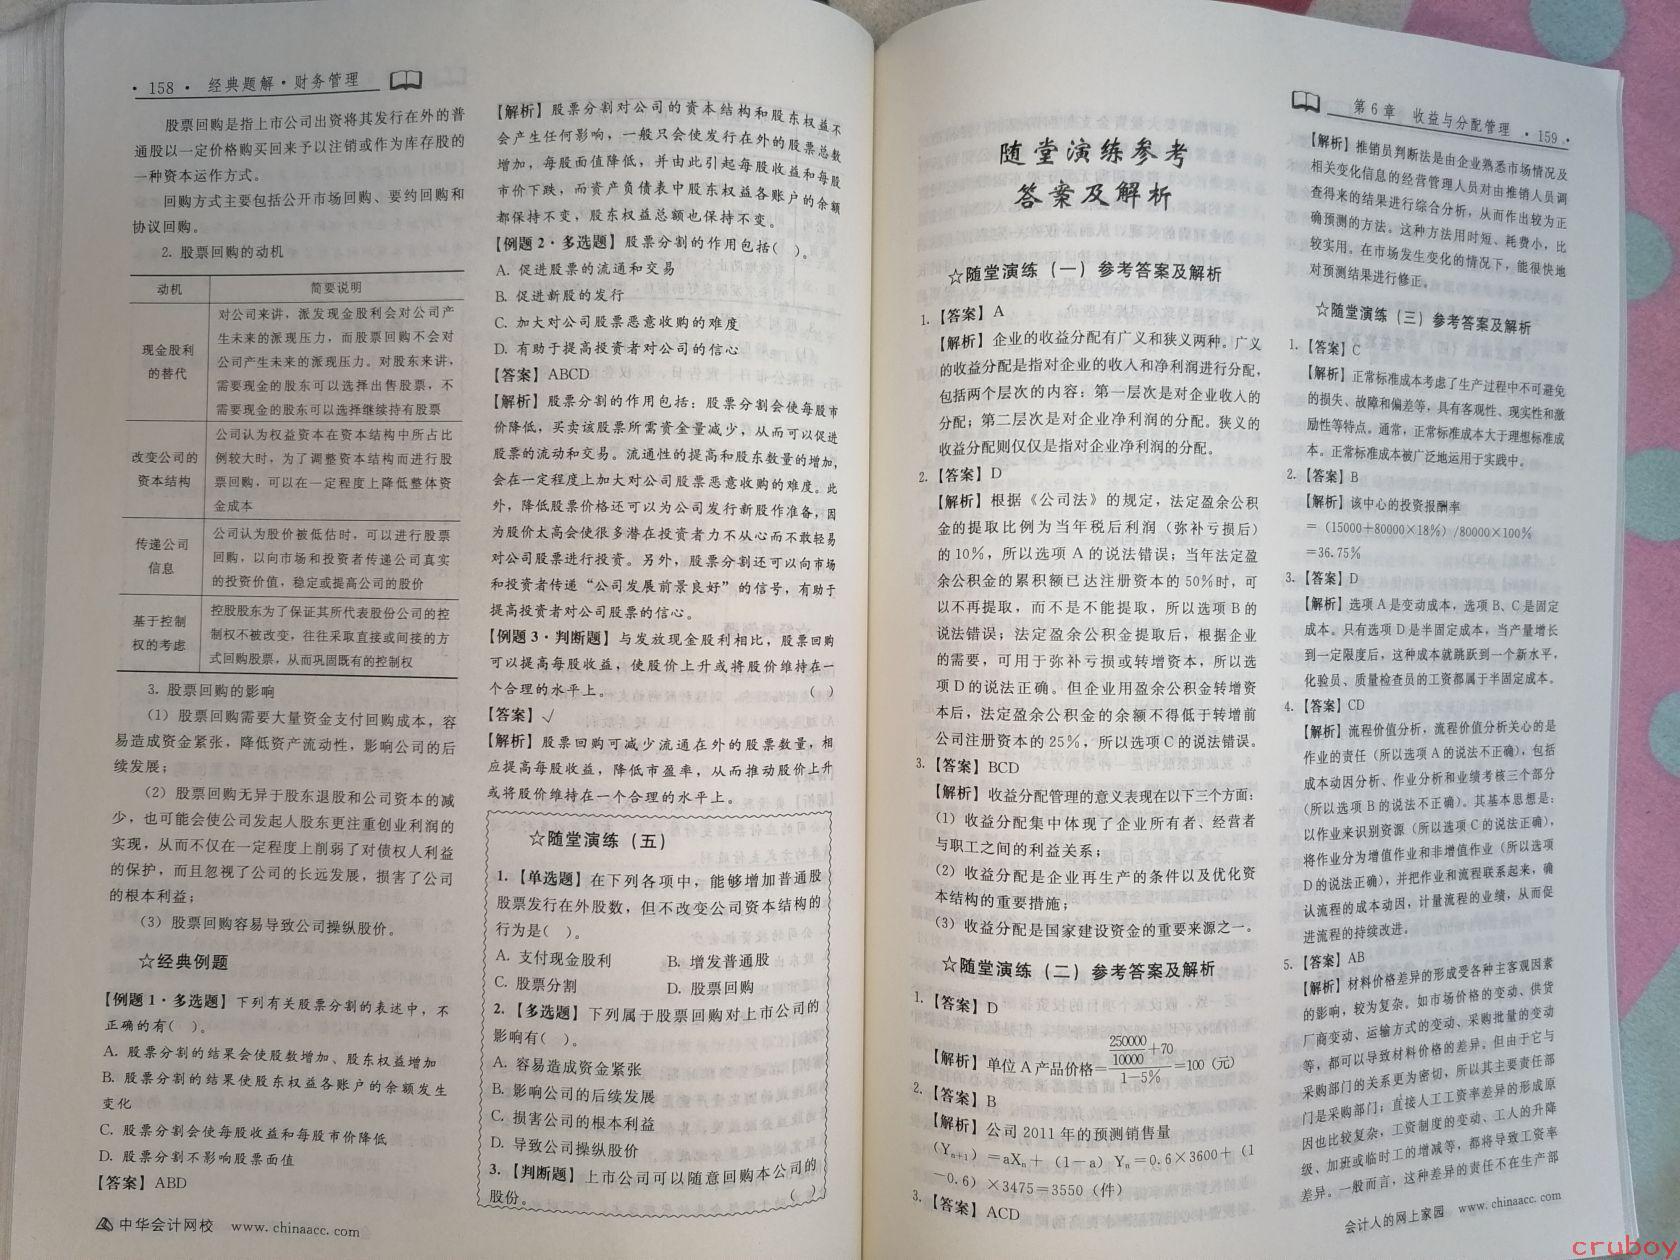 · 158 · 经典题解·财务管理
股票回购是指上市公司出资将其发行在外的普
通股以一定价格购买回来予以注销或作为库存股的
一种资本运作方式。
回购方式主要包括公开市场回购、要约回购和
协议回购。
2. 股票回购的动机
动机 简要说明
现金股利
的替代
对公司来讲，派发现金股利会对公司产
生未来的派现压力，而股票回购不会对
公司产生未来的派现压力。对股东来讲，
需要现金的股东可以选择出售股票，不
需要现金的股东可以选择继续持有股票
改变公司的
资本结构
公司认为权益资本在资本结构中所占比
例较大时，为了调整资本结构而进行股
票回购，可以在一定程度上降低整体资
金成本
传递公司
信息
公司认为股价被低估时，可以进行股票
回购，以向市场和投资者传递公司真实
的投资价值，稳定或提高公司的股价
基于控制
权的考虑
控股股东为了保证其所代表股份公司的控
制权不被改变，往往采取直接或间接的方
式回购股票，从而巩固既有的控制权
3. 股票回购的影响
（1）股票回购需要大量资金支付回购成本，容
易造成资金紧张，降低资产流动性，影响公司的后
续发展；
（2）股票回购无异于股东退股和公司资本的减
少，也可能会使公司发起人股东更注重创业利润的
实现，从而不仅在一定程度上削弱了对债权人利益
的保护，而且忽视了公司的长远发展，损害了公司
的根本利益；
（3）股票回购容易导致公司操纵股价。
☆经典例题
【例题1·多选题】下列有关股票分割的表述中，不
正确的有（　）。
A. 股票分割的结果会使股数增加、股东权益增加
B. 股票分割的结果使股东权益各账户的余额发生
变化
C. 股票分割会使每股收益和每股市价降低
D. 股票分割不影响股票面值
【答案】ABD
中华会计网校 www. chinaacc. com
【解析】股票分割对公司的资本结构和股东权益不
会产生任何影响，一般只会使发行在外的股票总数
增加，每股面值降低，并由此引起每股收益和每股
市价下跌，而资产负债表中股东权益各账户的余额
都保持不变，股东权益总额也保持不变。
【例题2·多选题】股票分割的作用包括（　）。
A. 促进股票的流通和交易
B. 促进新股的发行
C. 加大对公司股票恶意收购的难度
D. 有助于提高投资者对公司的信心
【答案】ABCD
【解析】股票分割的作用包括：股票分割会使每股市
价降低，买卖该股票所需资金量减少，从而可以促进
股票的流动和交易。流通性的提高和股东数量的增加，
会在一定程度上加大对公司股票恶意收购的难度。此
外，降低股票价格还可以为公司发行新股作准备，因
为股价太高会使很多潜在投资者力不从心而不敢轻易
对公司股票进行投资。另外，股票分割还可以向市场
和投资者传递“公司发展前景良好”的信号，有助于
提高投资者对公司股票的信心。
【例题3·判断题】与发放现金股利相比，股票回购
可以提高每股收益，使股价上升或将股价维持在一
个合理的水平上。（　）
【答案】√
【解析】股票回购可减少流通在外的股票数量，相
应提高每股收益，降低市盈率，从而推动股价上升
或将股价维持在一个合理的水平上。
☆随堂演练（五）
1. 【单选题】在下列各项中，能够增加普通股
股票发行在外股数，但不改变公司资本结构的
行为是（　）。
A. 支付现金股利 B. 增发普通股
C. 股票分割 D. 股票回购
2. 【多选题】下列属于股票回购对上市公司的
影响有（　）。
A. 容易造成资金紧张
B. 影响公司的后续发展
C. 损害公司的根本利益
D. 导致公司操纵股价
3. 【判断题】上市公司可以随意回购本公司的
股份。（　）
第6章 收益与分配管理 · 159 ·
随堂演练参考
答案及解析
☆随堂演练（一）参考答案及解析
1. 【答案】A
【解析】企业的收益分配有广义和狭义两种。广义
的收益分配是指对企业的收入和净利润进行分配，
包括两个层次的内容：第一层次是对企业收入的
分配；第二层次是对企业净利润的分配。狭义的
收益分配则仅仅是指对企业净利润的分配。
2. 【答案】D
【解析】根据《公司法》的规定，法定盈余公积
金的提取比例为当年税后利润（弥补亏损后）
的10%，所以选项A的说法错误；当年法定盈
余公积金的累积额已达注册资本的50%时，可
以不再提取，而不是不能提取，所以选项B的
说法错误；法定盈余公积金提取后，根据企业
的需要，可用于弥补亏损或转增资本，所以选
项D的说法正确。但企业用盈余公积金转增资
本后，法定盈余公积金的余额不得低于转增前
公司注册资本的25%，所以选项C的说法错误。
3. 【答案】BCD
【解析】收益分配管理的意义表现在以下三个方面：
（1）收益分配集中体现了企业所有者、经营者
与职工之间的利益关系；
（2）收益分配是企业再生产的条件以及优化资
本结构的重要措施；
（3）收益分配是国家建设资金的重要来源之一。
☆随堂演练（二）参考答案及解析
1. 【答案】D
【解析】单位A产品价格=(250000/10000+70)/(1-5%)=100（元）
2. 【答案】B
【解析】公司2011年的预测销售量
（Yn+1）=aXn+（1-a）Yn=0.6×3600+（1
-0.6）×3475=3550（件）
3. 【答案】ACD
【解析】推销员判断法是由企业熟悉市场情况及
相关变化信息的经营管理人员对由推销人员调
查得来的结果进行综合分析，从而作出较为正
确预测的方法。这种方法用时短、耗费小，比
较实用。在市场发生变化的情况下，能很快地
对预测结果进行修正。
☆随堂演练（三）参考答案及解析
1. 【答案】C
【解析】正常标准成本考虑了生产过程中不可避免
的损失、故障和偏差等，具有客观性、现实性和激
励性等特点。通常，正常标准成本大于理想标准成
本。正常标准成本被广泛地运用于实践中。
2. 【答案】B
【解析】该中心的投资报酬率
=（15000+80000×18%）/80000×100%
=36.75%
3. 【答案】D
【解析】选项A是变动成本，选项B、C是固定
成本。只有选项D是半固定成本，当产量增长
到一定限度后，这种成本就跳跃到一个新水平，
化验员、质量检查员的工资都属于半固定成本。
4. 【答案】CD
【解析】流程价值分析，流程价值分析关心的是
作业的责任（所以选项A的说法不正确），包括
成本动因分析、作业分析和业绩考核三个部分
（所以选项B的说法不正确）。其基本思想是：
以作业来识别资源（所以选项C的说法正确），
将作业分为增值作业和非增值作业（所以选项
D的说法正确），并把作业和流程联系起来，确
认流程的成本动因，计量流程的业绩，从而促
进流程的持续改进。
5. 【答案】AB
【解析】材料价格差异的形成受各种主客观因素
的影响，较为复杂。如市场价格的变动、供货
厂商变动、运输方式的变动、采购批量的变动
等，都可以导致材料价格的差异。但由于它与
采购部门的关系更为密切，所以其主要责任部
门是采购部门；直接人工工资率差异的形成原
因也比较复杂，工资制度的变动、工人的升降
级、加班或临时工的增减等，都将导致工资率
差异。一般而言，这种差异的责任不在生产部
会计人的网上家园 www. chinaacc. com
cruboy